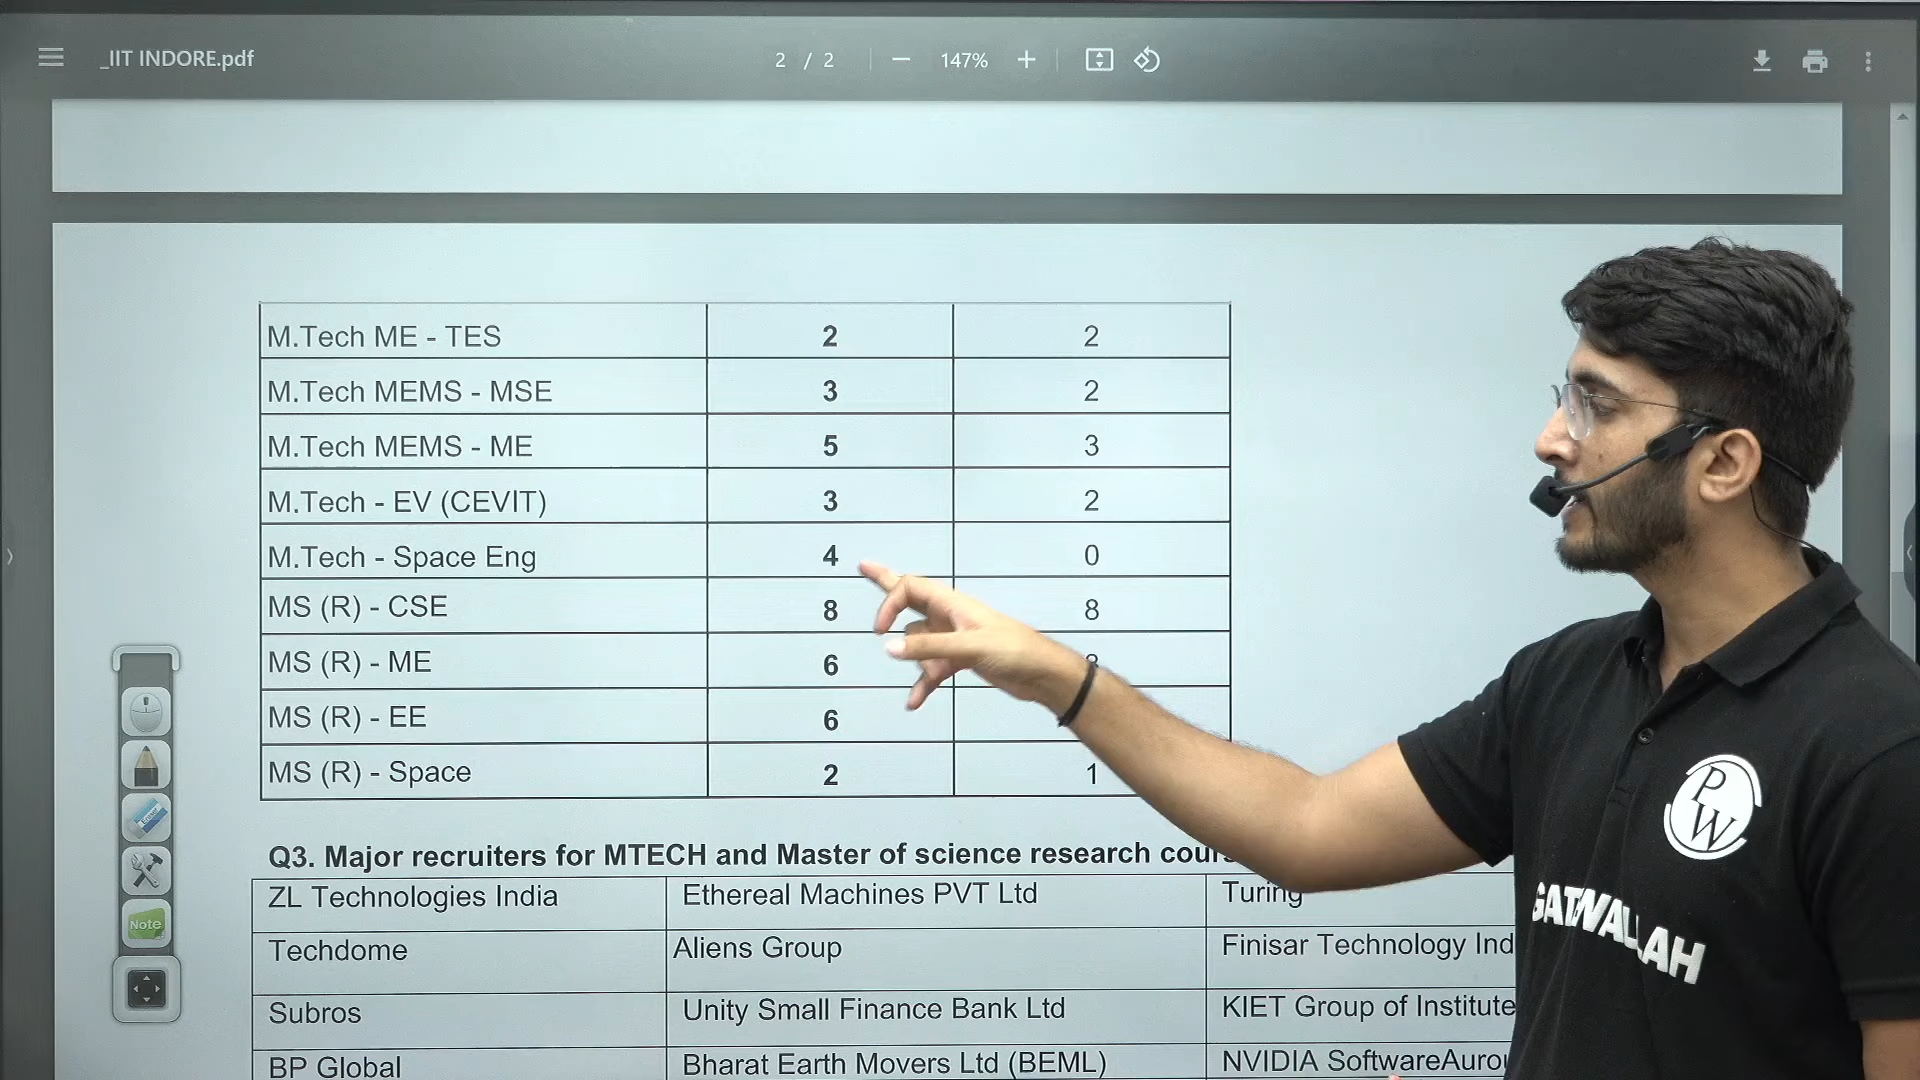 _IIT INDORE.pdf
2 / 2
147%
M.Tech ME - TES 2 2
M.Tech MEMS - MSE 3 2
M.Tech MEMS - ME 5 3
M.Tech - EV (CEVIT) 3 2
M.Tech - Space Eng 4 0
MS (R) - CSE 8 8
MS (R) - ME 6
MS (R) - EE 6
MS (R) - Space 2 1
Q3. Major recruiters for MTECH and Master of science research
ZL Technologies India Ethereal Machines PVT Ltd Turing
Techdome Aliens Group Finisar Technology Ind
Subros Unity Small Finance Bank Ltd KIET Group of Institute
BP Global Bharat Earth Movers Ltd (BEML) NVIDIA SoftwareAurou
Note
PW
GATEWALLAH